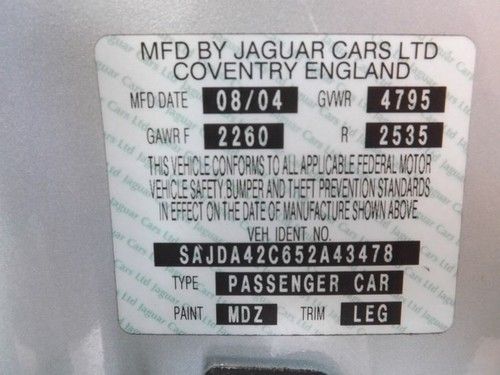 MFD BY JAGUAR CARS LTD
COVENTRY ENGLAND
MFD DATE 08/04 GVWR 4795
GAWR F 2260 R 2535
THIS VEHICLE CONFORMS TO ALL APPLICABLE FEDERAL MOTOR
VEHICLE SAFETY BUMPER AND THEFT PREVENTION STANDARDS
IN EFFECT ON THE DATE OF MANUFACTURE SHOWN ABOVE.
VEH. IDENT NO.
SAJDA42C652A43478
TYPE PASSENGER CAR
PAINT MDZ TRIM LEG